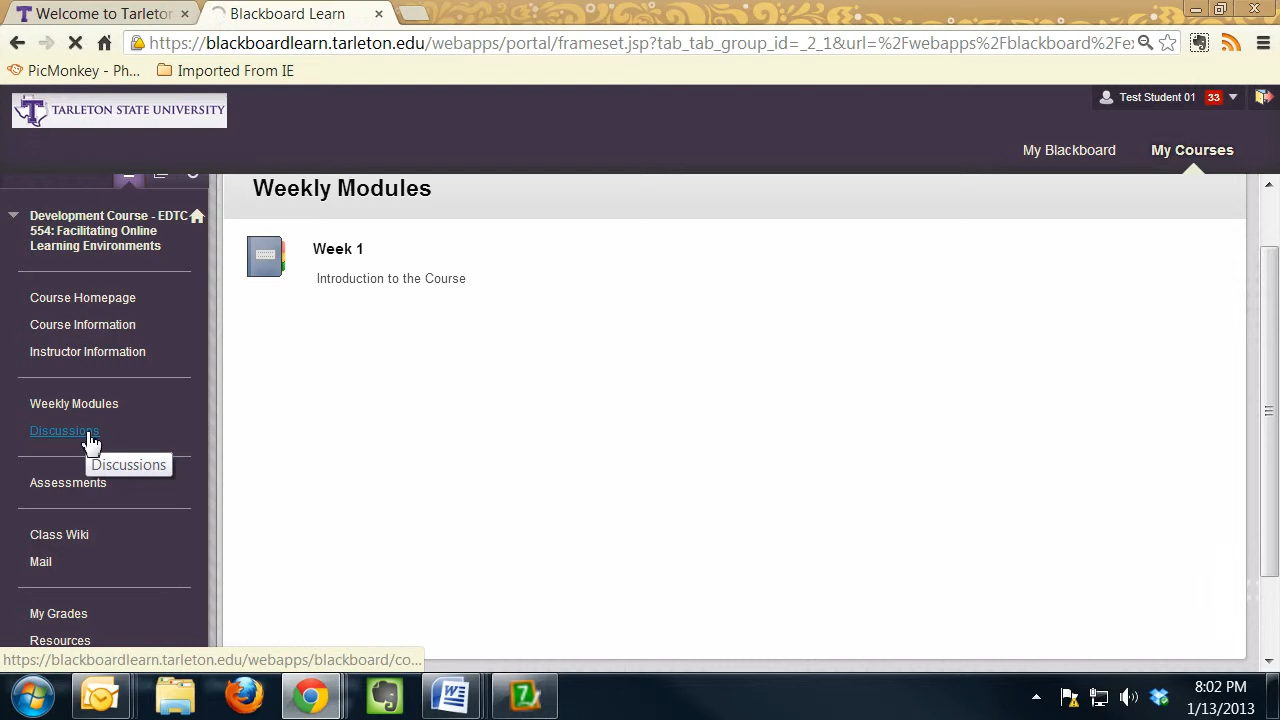 Welcome to Tarletor
Blackboard Learn
https://blackboardlearn.tarleton.edu/webapps/portal/frameset.jsp?tab_tab_group_id=_2_1&url=%2Fwebapps%2Fblackboard%2Fe
PicMonkey - Ph...
Imported From IE
TARLETON STATE UNIVERSITY
Test Student 01 33
My Blackboard
My Courses
Weekly Modules
Development Course - EDTC
554: Facilitating Online
Learning Environments
Week 1
Introduction to the Course
Course Homepage
Course Information
Instructor Information
Weekly Modules
Discussions
Discussions
Assessments
Class Wiki
Mail
My Grades
Resources
https://blackboardlearn.tarleton.edu/webapps/blackboard/co...
8:02 PM
1/13/2013